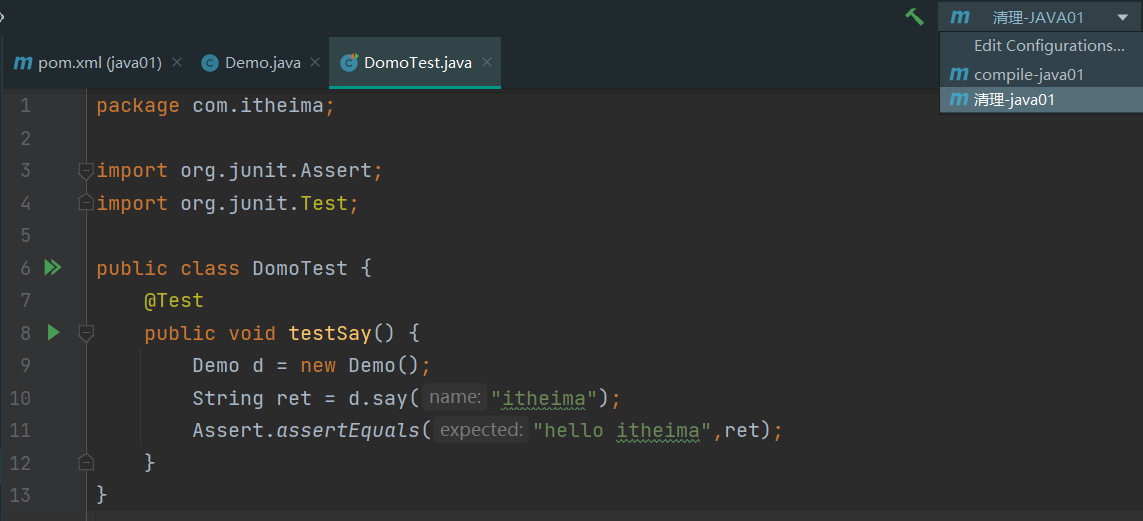 m 清理-JAVA01
Edit Configurations...
m pom.xml (java01) C Demo.java C DomoTest.java
m compile-java01
m 清理-java01
1 package com.itheima;
2
3 import org.junit.Assert;
4 import org.junit.Test;
5
6 public class DomoTest {
7 @Test
8 public void testSay() {
9 Demo d = new Demo();
10 String ret = d.say( name: "itheima");
11 Assert.assertEquals( expected: "hello itheima",ret);
12 }
13 }